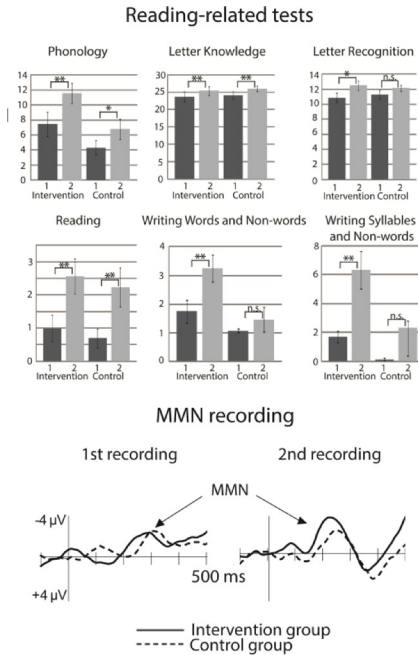 Reading-related tests
Phonology Letter Knowledge Letter Recognition
14 12 10 8 6 4 2 0
** *
1 2 1 2
Intervention Control
30 25 20 15 10 5 0
** **
1 2 1 2
Intervention Control
14 12 10 8 6 4 2 0
* n.s.
1 2 1 2
Intervention Control
Reading Writing Words and Non-words Writing Syllables
and Non-words
3 2 1 0
** **
1 2 1 2
Intervention Control
4 3 2 1 0
** n.s.
1 2 1 2
Intervention Control
8 6 4 2 0
** n.s.
1 2 1 2
Intervention Control
MMN recording
1st recording 2nd recording
MMN
-4 μV
+4 μV
500 ms
Intervention group
Control group